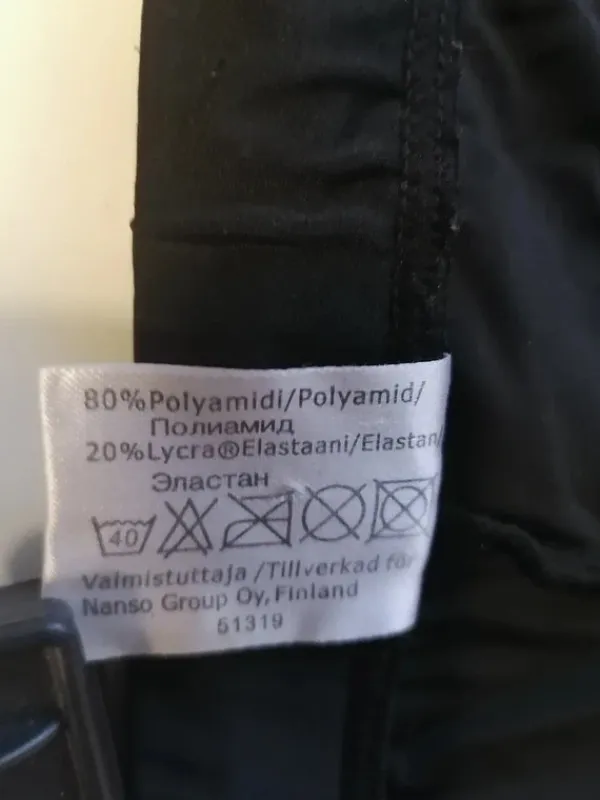 80%Polyamidi/Polyamid/
Полиамид
20%Lycra®Elastaani/Elastan/
Эластан
40
Valmistuttaja/Tillverkad för
Nanso Group Oy, Finland
51319